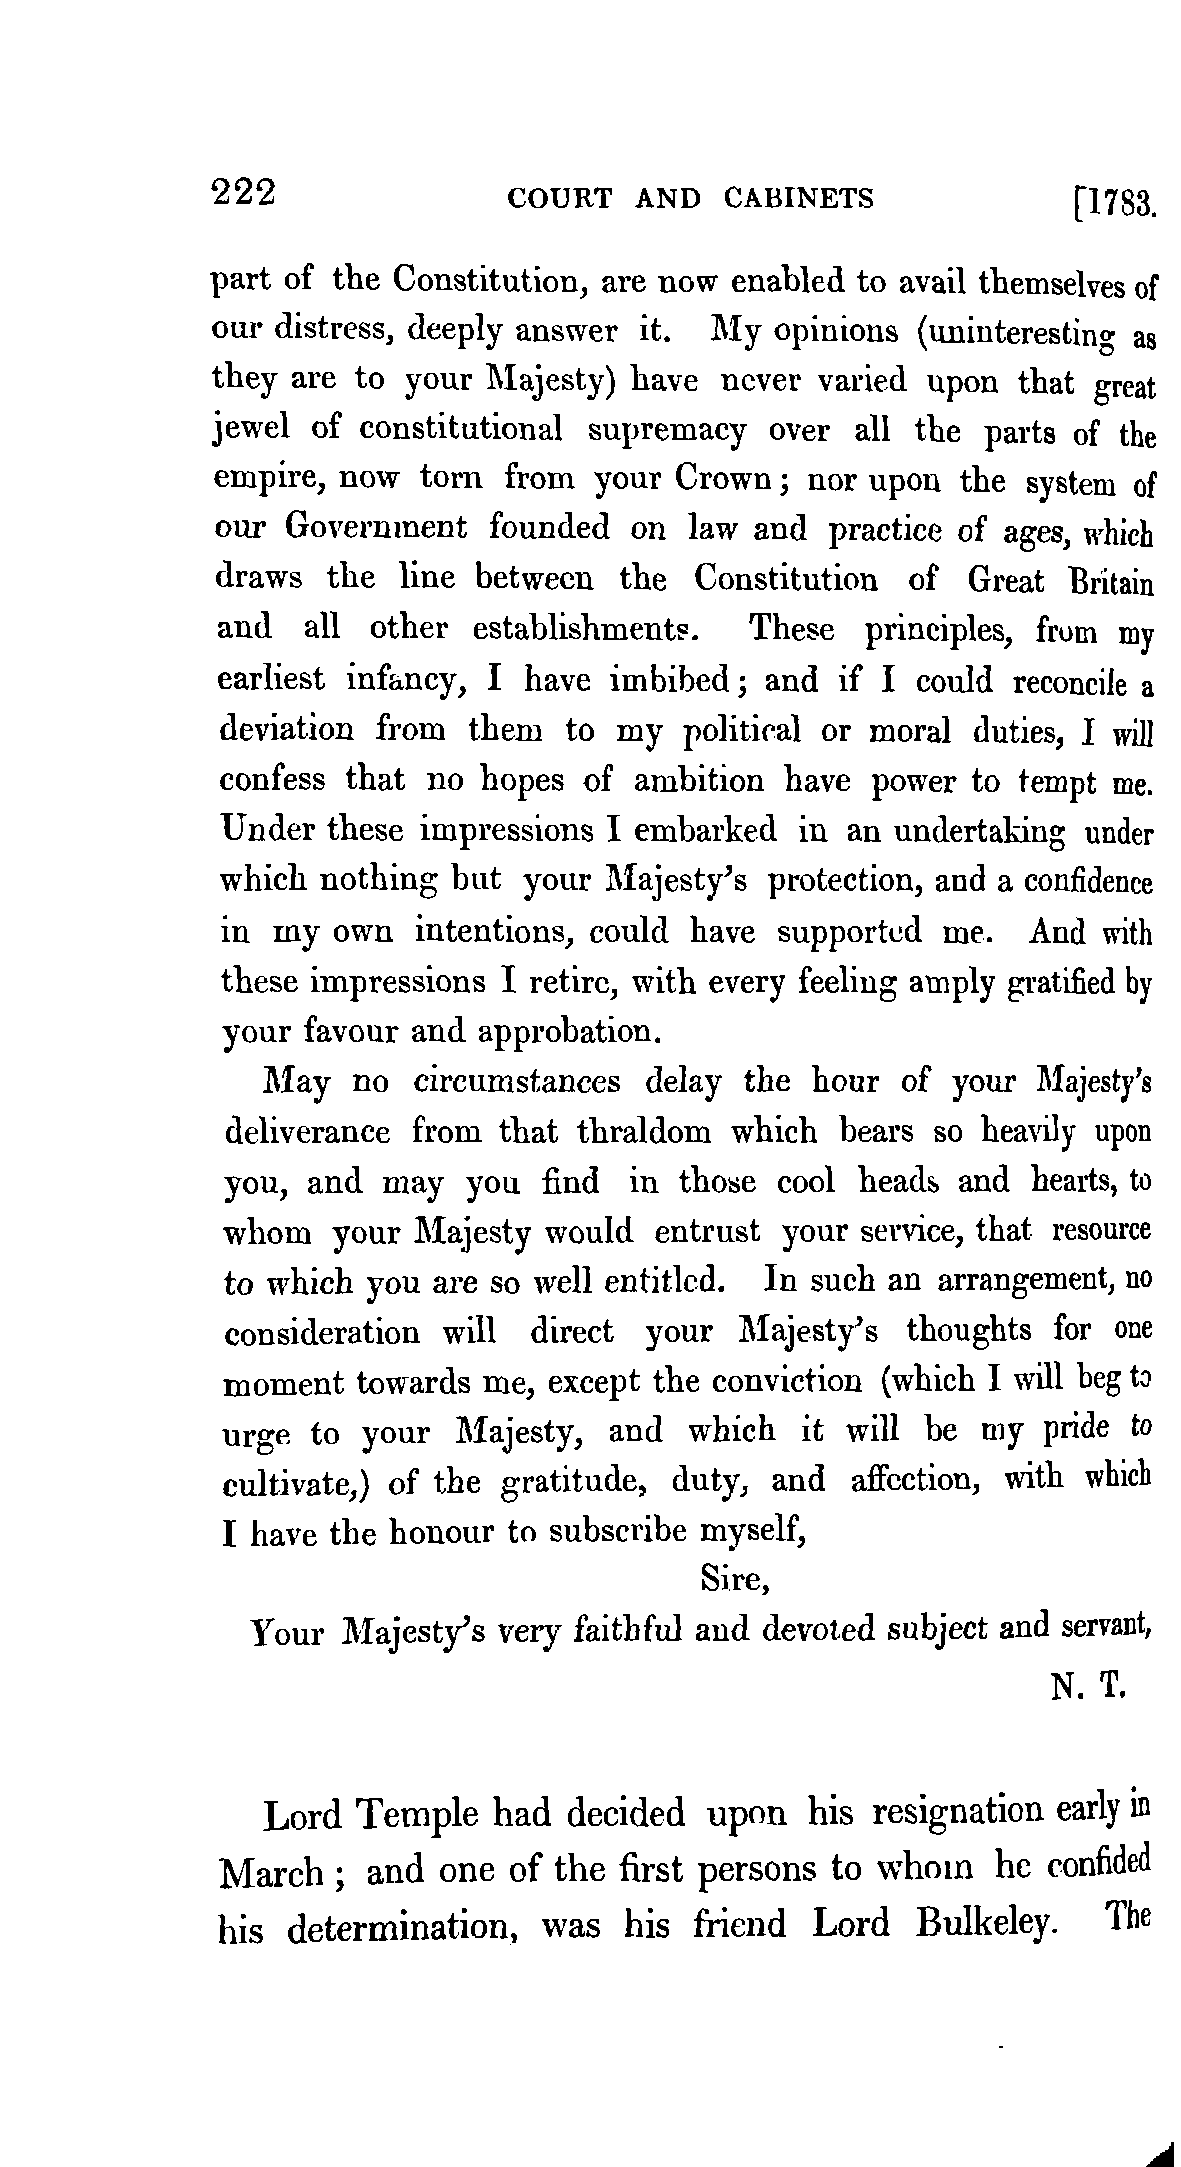 222 COURT AND CABINETS [1783.
part of the Constitution, are now enabled to avail themselves of
our distress, deeply answer it. My opinions (uninteresting as
they are to your Majesty) have never varied upon that great
jewel of constitutional supremacy over all the parts of the
empire, now torn from your Crown; nor upon the system of
our Government founded on law and practice of ages, which
draws the line between the Constitution of Great Britain
and all other establishments. These principles, from my
earliest infancy, I have imbibed; and if I could reconcile a
deviation from them to my political or moral duties, I will
confess that no hopes of ambition have power to tempt me.
Under these impressions I embarked in an undertaking under
which nothing but your Majesty's protection, and a confidence
in my own intentions, could have supported me. And with
these impressions I retire, with every feeling amply gratified by
your favour and approbation.
May no circumstances delay the hour of your Majesty's
deliverance from that thraldom which bears so heavily upon
you, and may you find in those cool heads and hearts, to
whom your Majesty would entrust your service, that resource
to which you are so well entitled. In such an arrangement, no
consideration will direct your Majesty's thoughts for one
moment towards me, except the conviction (which I will beg to
urge to your Majesty, and which it will be my pride to
cultivate,) of the gratitude, duty, and affection, with which
I have the honour to subscribe myself,
Sire,
Your Majesty's very faithful and devoted subject and servant,
N. T.
Lord Temple had decided upon his resignation early in
March; and one of the first persons to whom he confided
his determination, was his friend Lord Bulkeley. The